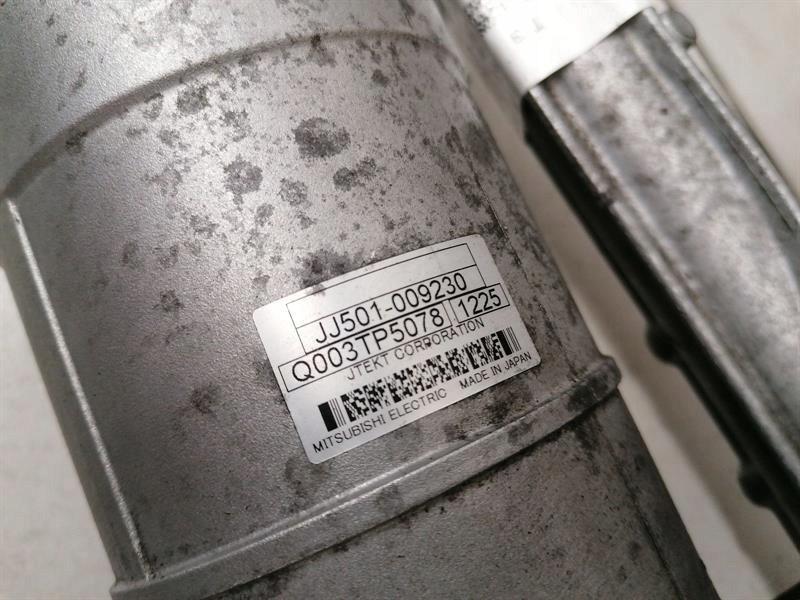 JJ501-009230
Q003TP5078 1225
JTEKT CORPORATION
MITSUBISHI ELECTRIC MADE IN JAPAN